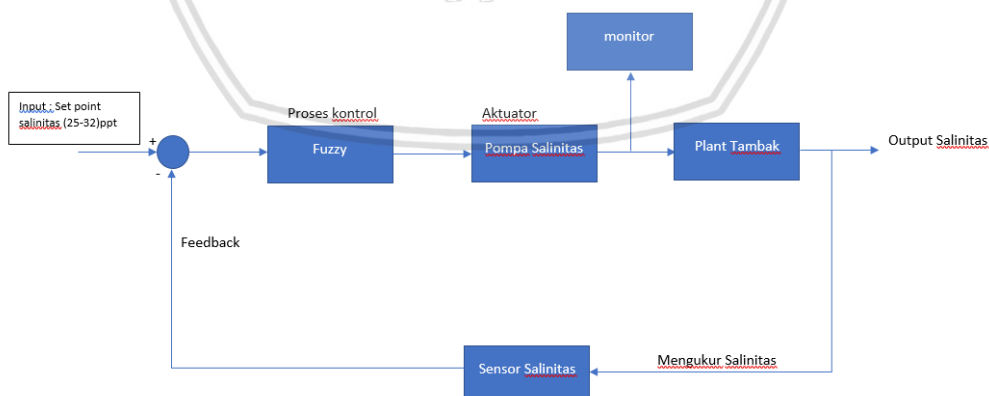 monitor
Input : Set point
salinitas (25-32)ppt
Proses kontrol
Aktuator
+
Fuzzy
Pompa Salinitas
Plant Tambak
Output Salinitas
-
Feedback
Sensor Salinitas
Mengukur Salinitas